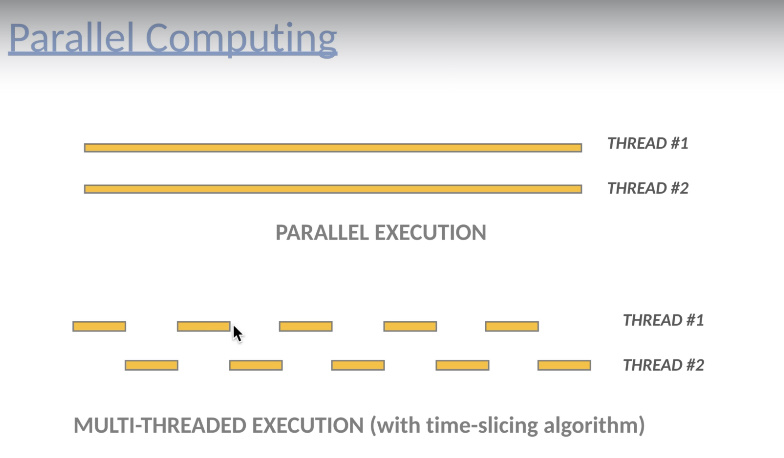 Parallel Computing
THREAD #1
THREAD #2
PARALLEL EXECUTION
THREAD #1
THREAD #2
MULTI-THREADED EXECUTION (with time-slicing algorithm)